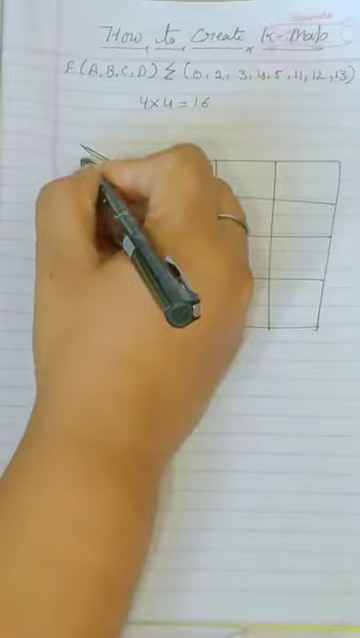 How to Create K-Map
F (A, B, C, D) Σ (0, 2, 3, 4, 5, 11, 12, 13)
4×4 = 16